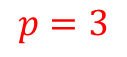 p = 3